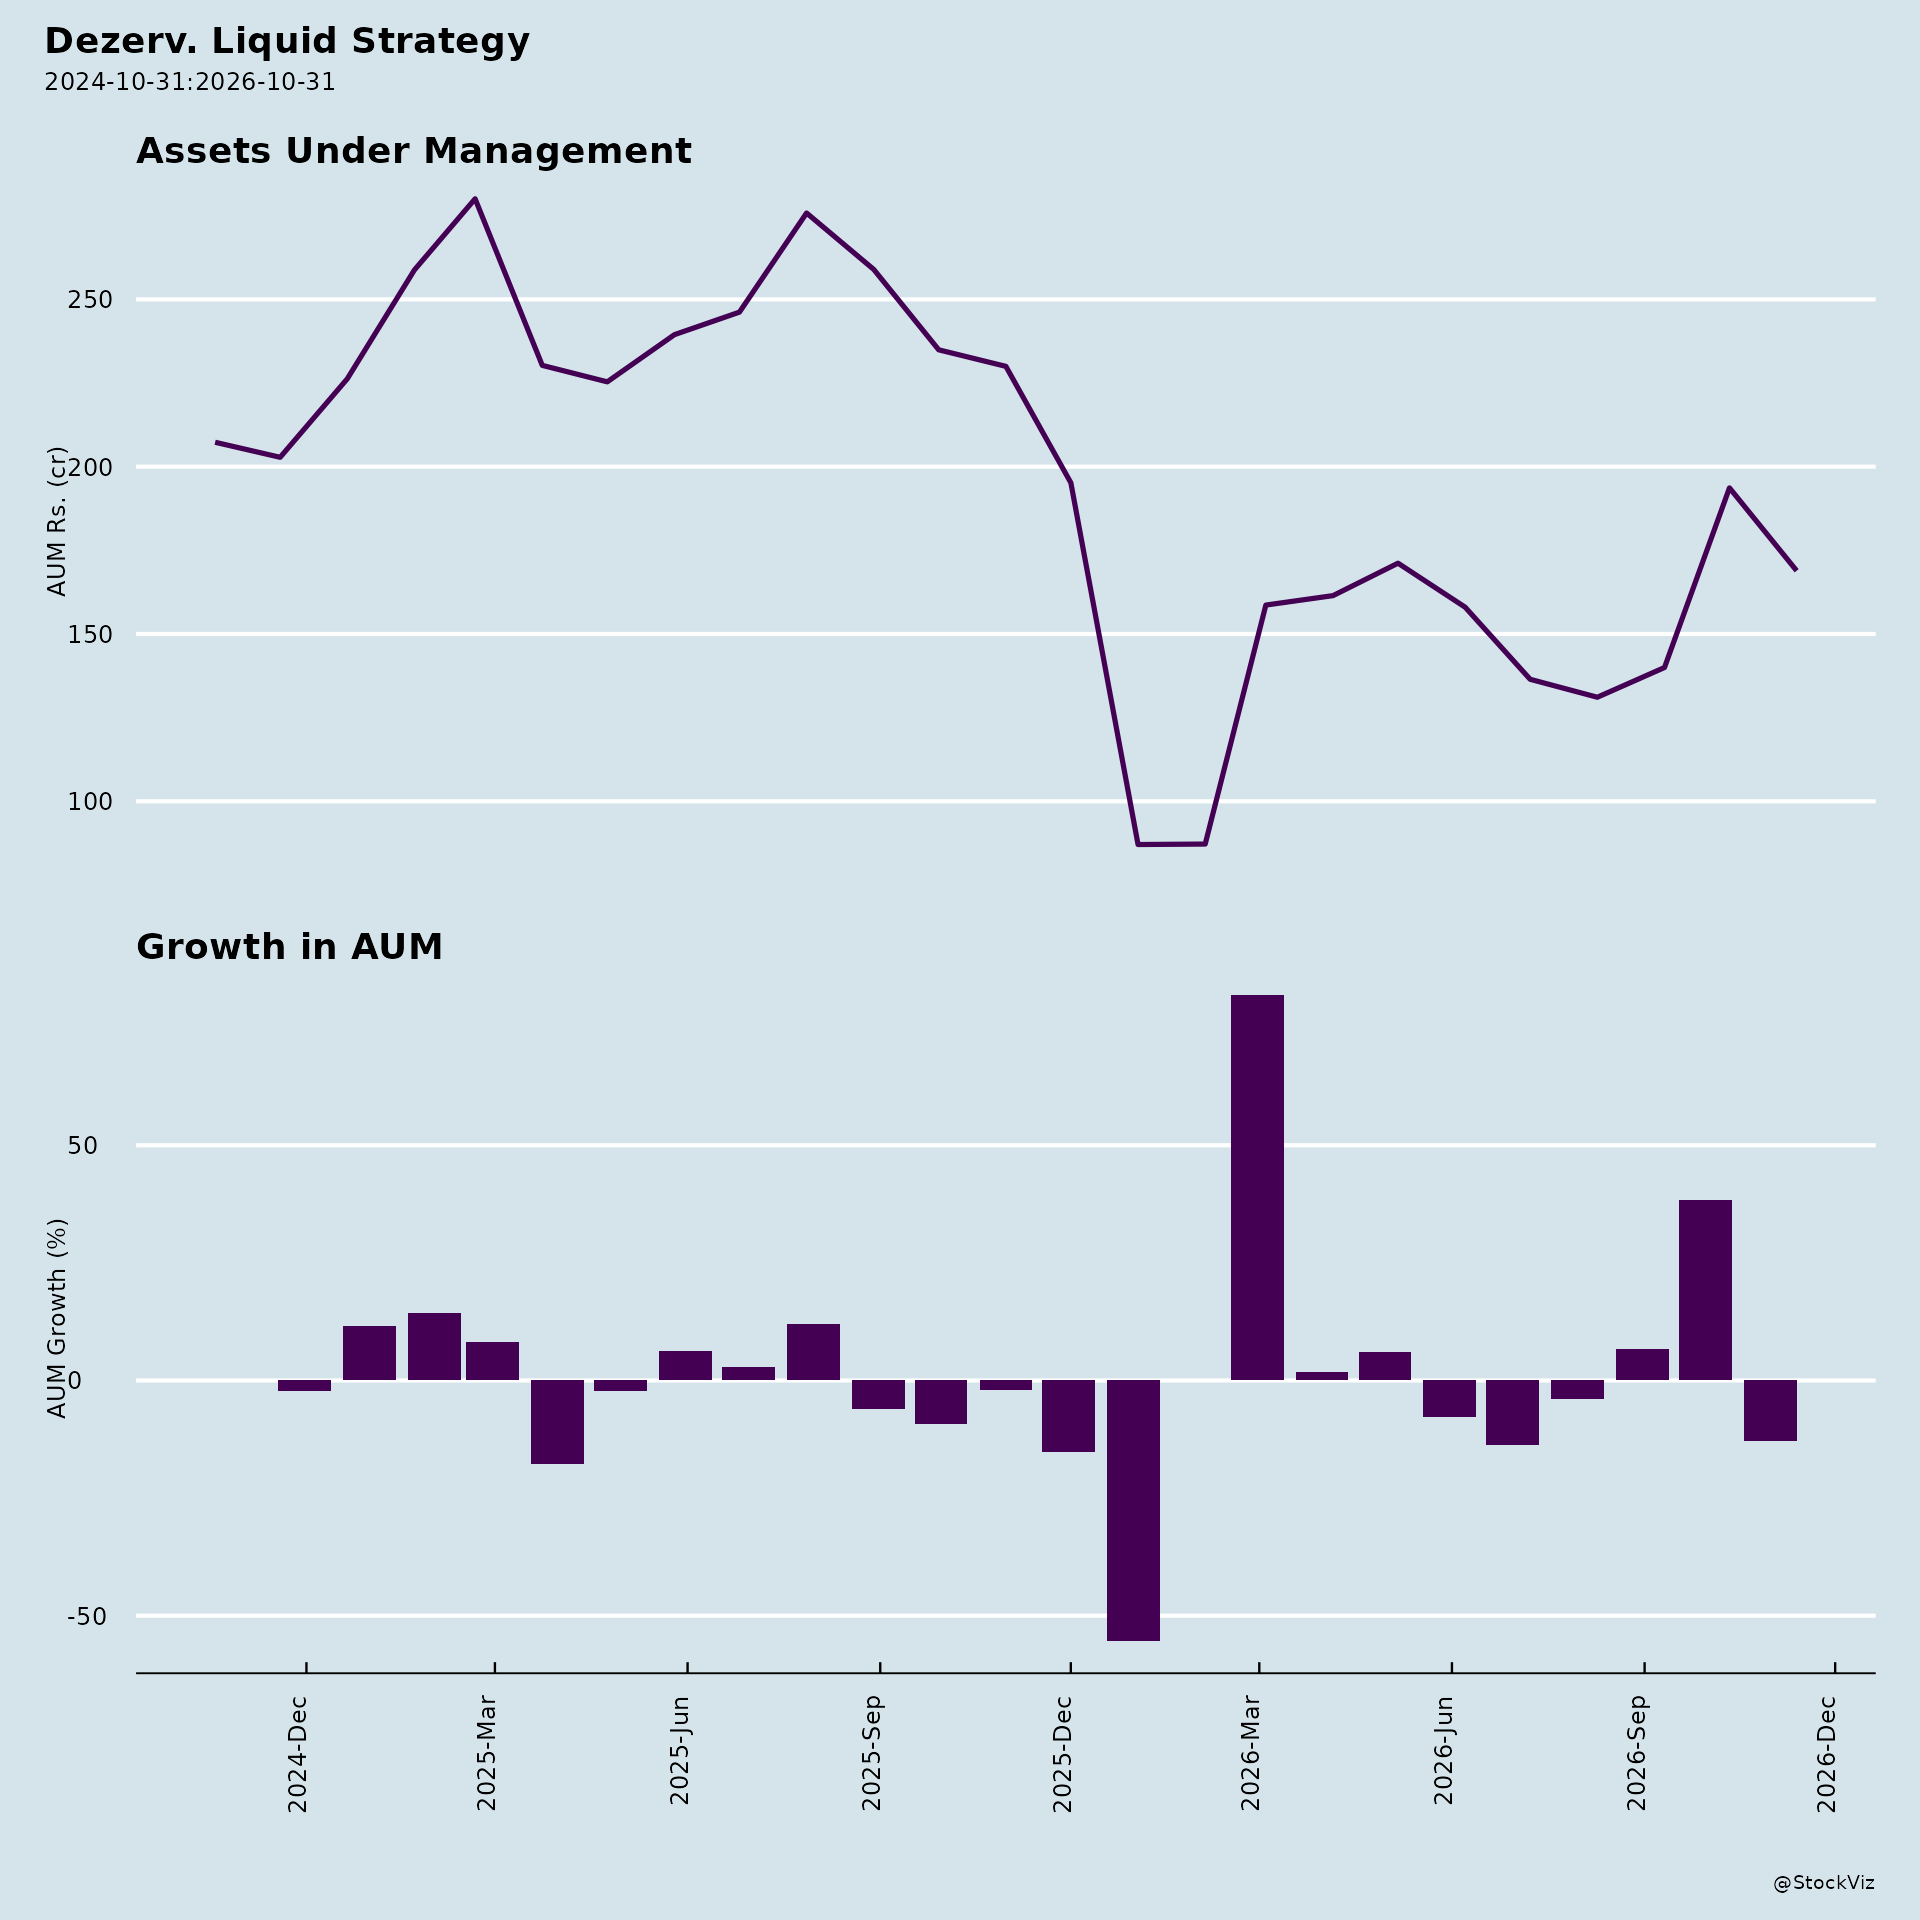 Dezerv. Liquid Strategy
2024-10-31:2026-10-31
Assets Under Management
AUM Rs. (cr)
250
200
150
100
Growth in AUM
AUM Growth (%)
50
0
-50
2024-Dec
2025-Mar
2025-Jun
2025-Sep
2025-Dec
2026-Mar
2026-Jun
2026-Sep
2026-Dec
@StockViz